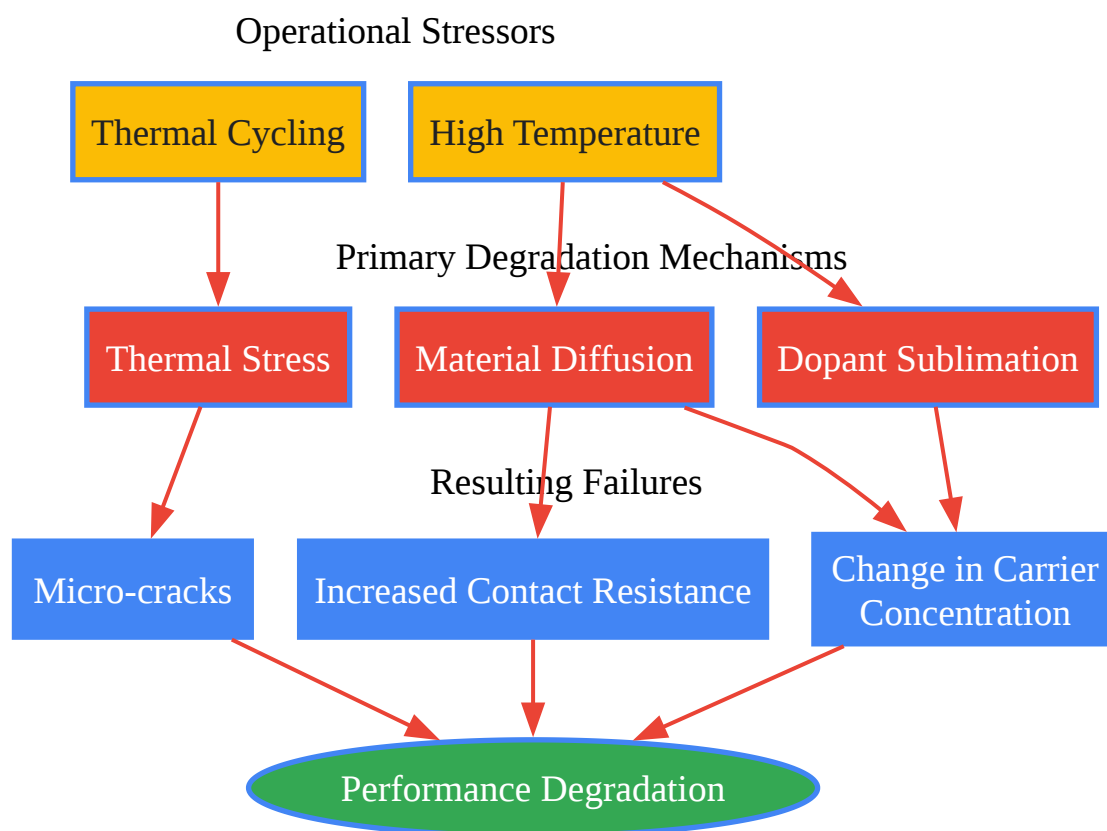 Operational Stressors
Thermal Cycling
High Temperature
Primary Degradation Mechanisms
Thermal Stress
Material Diffusion
Dopant Sublimation
Resulting Failures
Micro-cracks
Increased Contact Resistance
Change in Carrier
Concentration
Performance Degradation